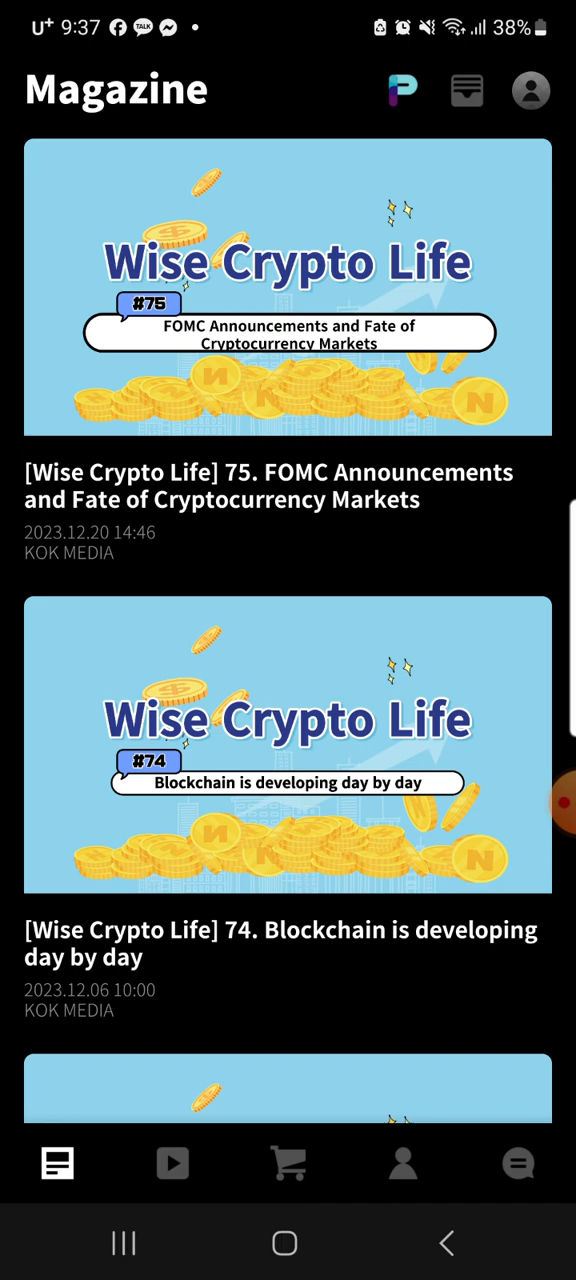 U+ 9:37 TALK 38%
Magazine
Wise Crypto Life
#75
FOMC Announcements and Fate of
Cryptocurrency Markets
N N N
[Wise Crypto Life] 75. FOMC Announcements
and Fate of Cryptocurrency Markets
2023.12.20 14:46
KOK MEDIA
Wise Crypto Life
#74
Blockchain is developing day by day
N N N
[Wise Crypto Life] 74. Blockchain is developing
day by day
2023.12.06 10:00
KOK MEDIA